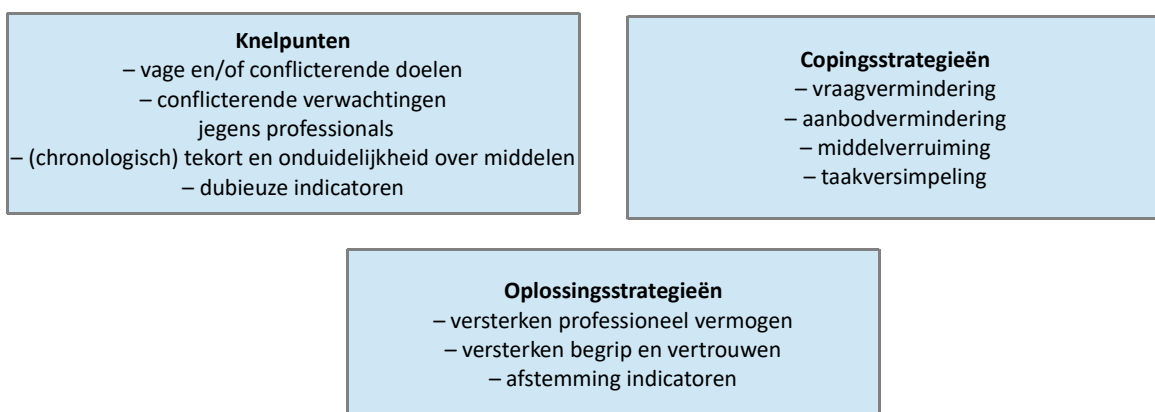 Knelpunten
– vage en/of conflicterende doelen
– conflicterende verwachtingen
jegens professionals
– (chronologisch) tekort en onduidelijkheid over middelen
– dubieuze indicatoren
Copingsstrategieën
– vraagvermindering
– aanbodvermindering
– middelverruiming
– taakversimpeling
Oplossingsstrategieën
– versterken professioneel vermogen
– versterken begrip en vertrouwen
– afstemming indicatoren